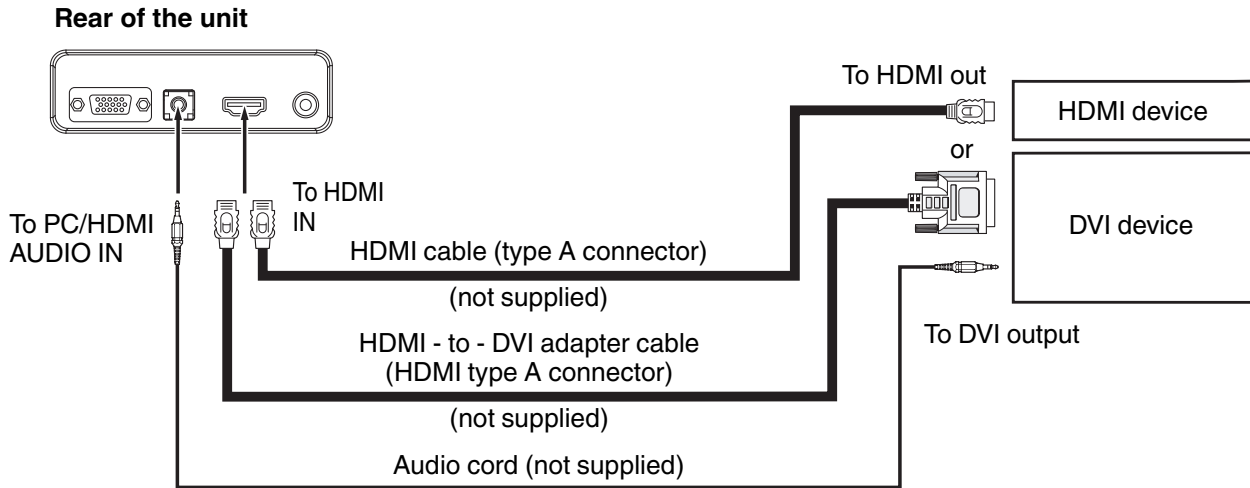 Rear of the unit
To HDMI out
HDMI device
or
To HDMI
IN
To PC/HDMI
AUDIO IN
DVI device
HDMI cable (type A connector)
(not supplied)
To DVI output
HDMI - to - DVI adapter cable
(HDMI type A connector)
(not supplied)
Audio cord (not supplied)